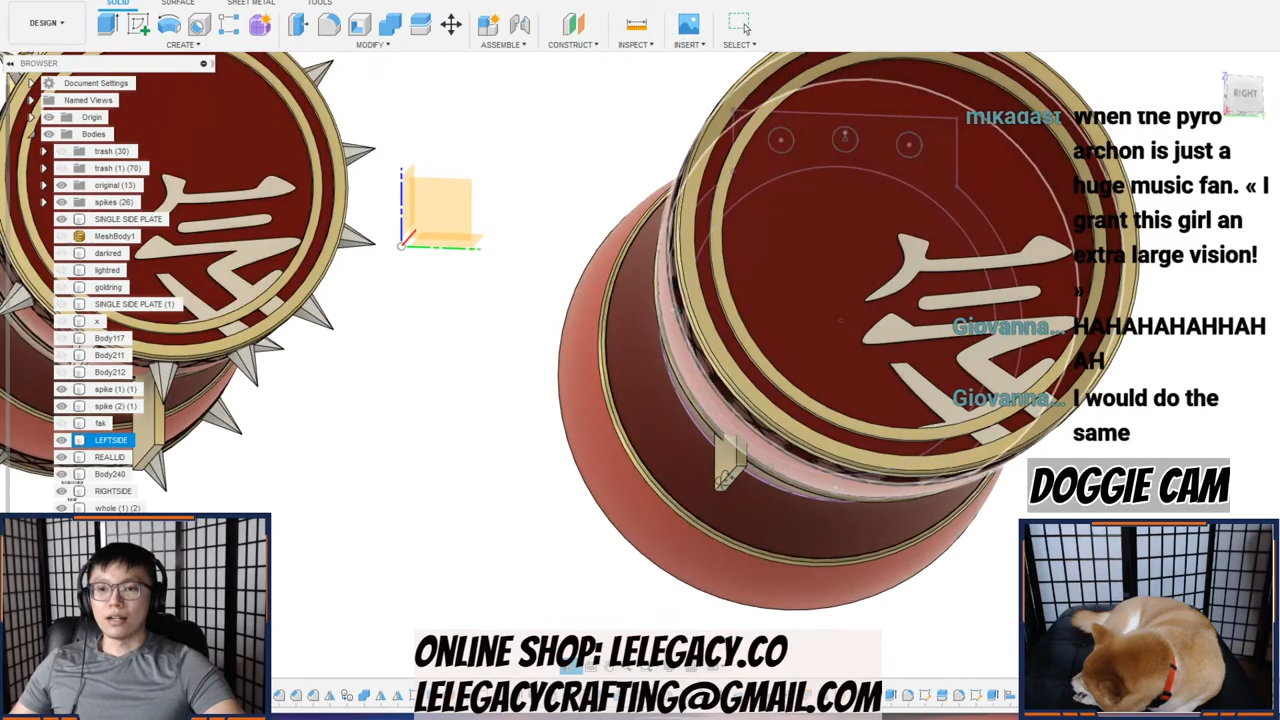 SOLID
SURFACE
SHEET METAL
TOOLS
DESIGN
CREATE
MODIFY
ASSEMBLE
CONSTRUCT
INSPECT
INSERT
SELECT
BROWSER
Document Settings
Named Views
Origin
Bodies
trash (30)
trash (1) (70)
original (13)
spikes (26)
SINGLE SIDE PLATE
MeshBody1
darkred
lightred
goldring
SINGLE SIDE PLATE (1)
x
Body117
Body211
Body212
spike (1) (1)
spike (2) (1)
fak
LEFTSIDE
REALLID
Body240
RIGHTSIDE
whole (1) (2)
RIGHT
mikadast when the pyro
archon is just a
huge music fan. « I
grant this girl an
extra large vision!
»
Giovanna... HAHAHAHAHHAH
AH
Giovanna... I would do the
same
DOGGIE CAM
ONLINE SHOP: LELEGACY.CO
LELEGACYCRAFTING@GMAIL.COM